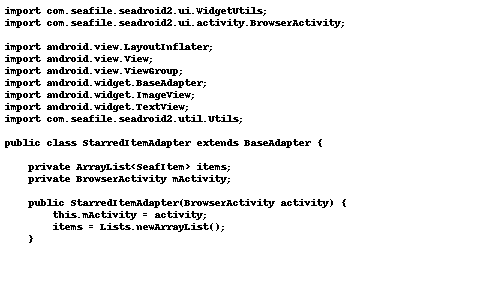 import com.seafile.seadroid2.ui.WidgetUtils;
import com.seafile.seadroid2.ui.activity.BrowserActivity;
import android.view.LayoutInflater;
import android.view.View;
import android.view.ViewGroup;
import android.widget.BaseAdapter;
import android.widget.ImageView;
import android.widget.TextView;
import com.seafile.seadroid2.util.Utils;
public class StarredItemAdapter extends BaseAdapter {
    private ArrayList<SeafItem> items;
    private BrowserActivity mActivity;
    public StarredItemAdapter(BrowserActivity activity) {
        this.mActivity = activity;
        items = Lists.newArrayList();
    }